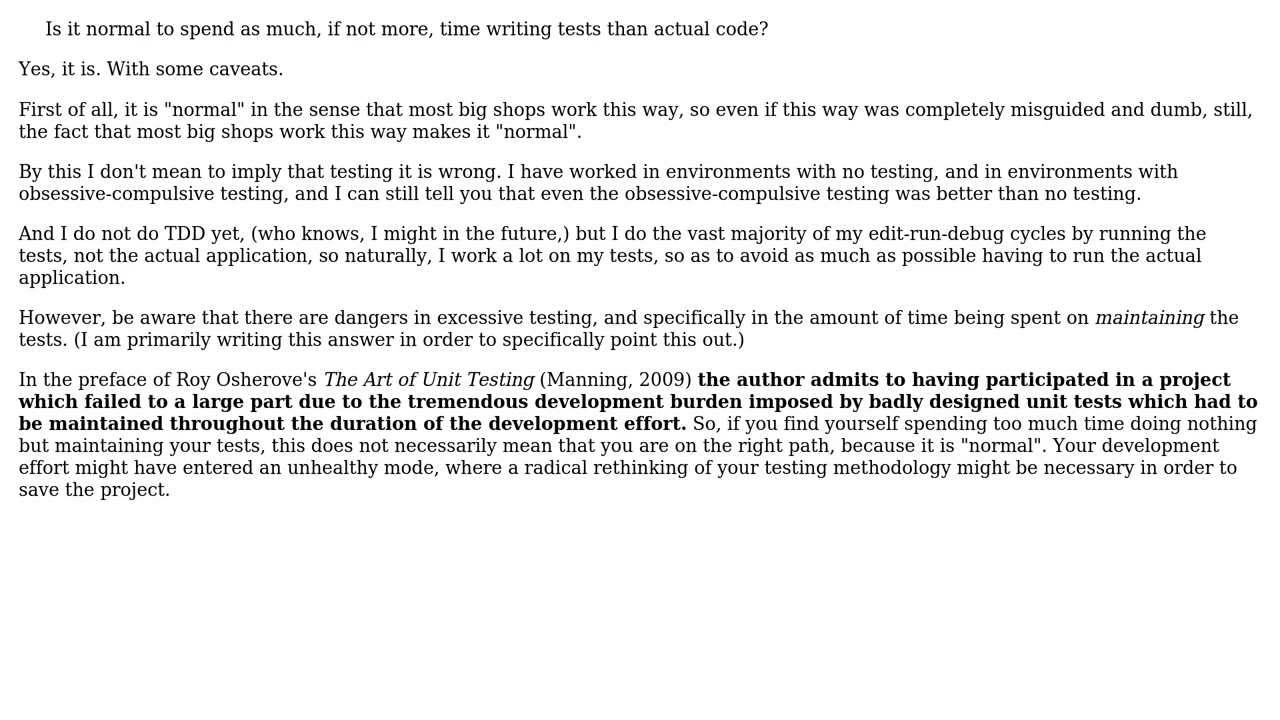 Is it normal to spend as much, if not more, time writing tests than actual code?
Yes, it is. With some caveats.
First of all, it is "normal" in the sense that most big shops work this way, so even if this way was completely misguided and dumb, still,
the fact that most big shops work this way makes it "normal".
By this I don't mean to imply that testing it is wrong. I have worked in environments with no testing, and in environments with
obsessive-compulsive testing, and I can still tell you that even the obsessive-compulsive testing was better than no testing.
And I do not do TDD yet, (who knows, I might in the future,) but I do the vast majority of my edit-run-debug cycles by running the
tests, not the actual application, so naturally, I work a lot on my tests, so as to avoid as much as possible having to run the actual
application.
However, be aware that there are dangers in excessive testing, and specifically in the amount of time being spent on maintaining the
tests. (I am primarily writing this answer in order to specifically point this out.)
In the preface of Roy Osherove's The Art of Unit Testing (Manning, 2009) the author admits to having participated in a project
which failed to a large part due to the tremendous development burden imposed by badly designed unit tests which had to
be maintained throughout the duration of the development effort. So, if you find yourself spending too much time doing nothing
but maintaining your tests, this does not necessarily mean that you are on the right path, because it is "normal". Your development
effort might have entered an unhealthy mode, where a radical rethinking of your testing methodology might be necessary in order to
save the project.